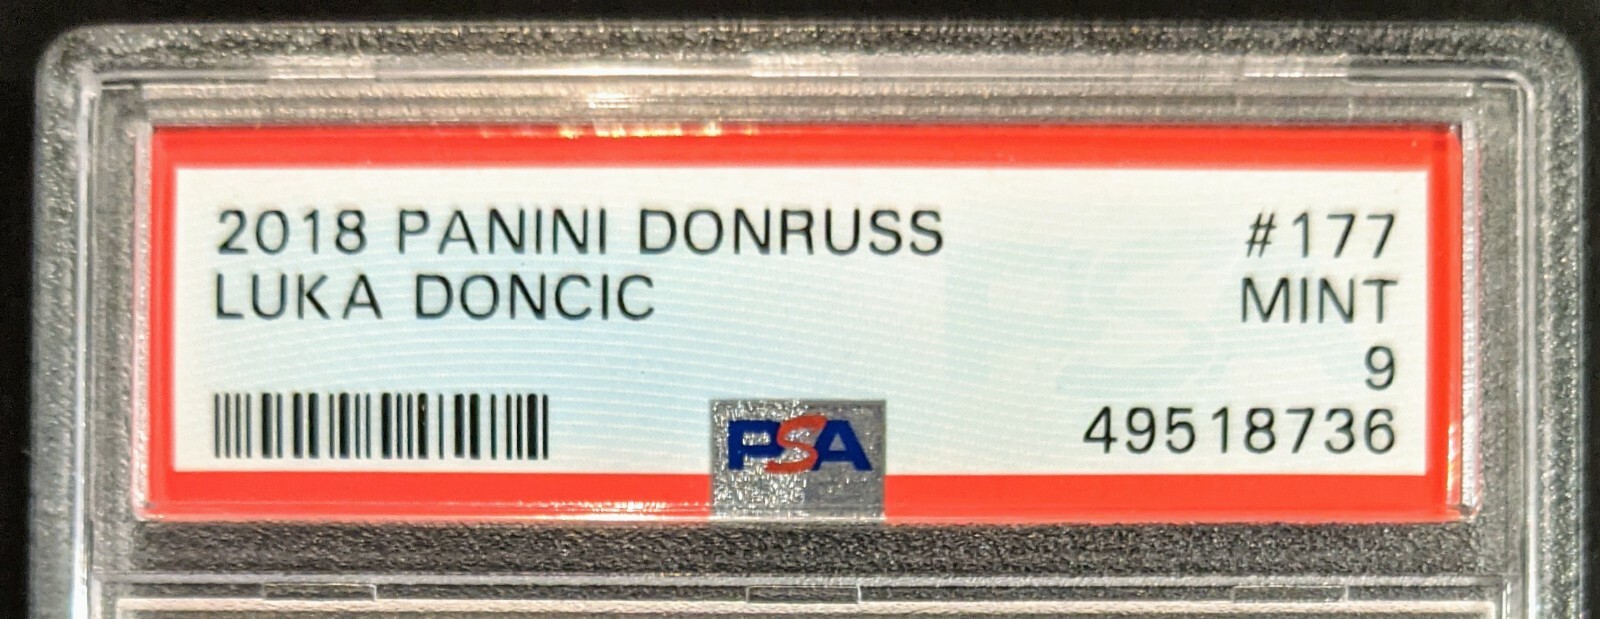 2018 PANINI DONRUSS #177
LUKA DONCIC MINT
9
PSA 49518736